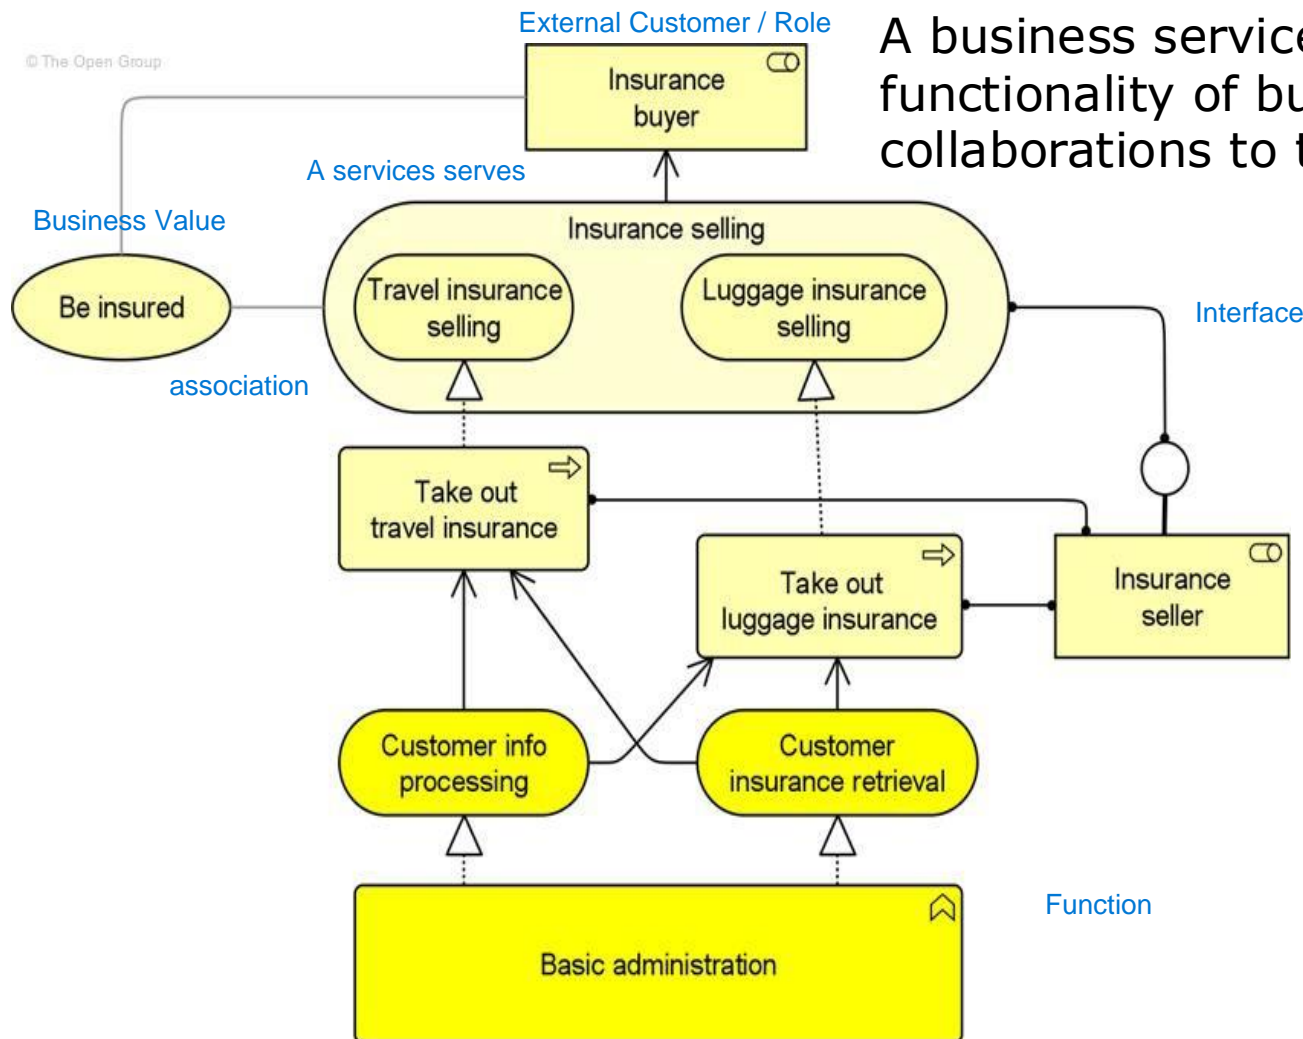 External Customer / Role
© The Open Group
A business service
functionality of bu
collaborations to t
Insurance
buyer
A services serves
Business Value
Insurance selling
Be insured
Travel insurance
selling
Luggage insurance
selling
Interface
association
Take out
travel insurance
Take out
luggage insurance
Insurance
seller
Customer info
processing
Customer
insurance retrieval
Function
Basic administration